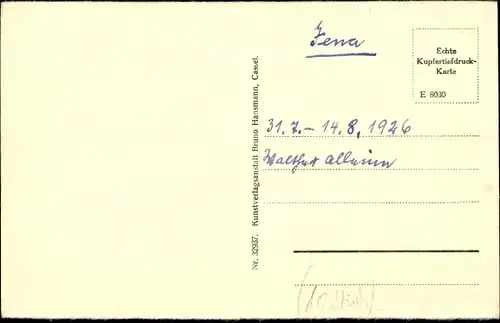 Jena
Echte
Kupfertiefdruck-
Karte
E 8030
31.7.–14.8.1926
Nr. 32937. Kunstverlagsanstalt Bruno Hansmann, Cassel.